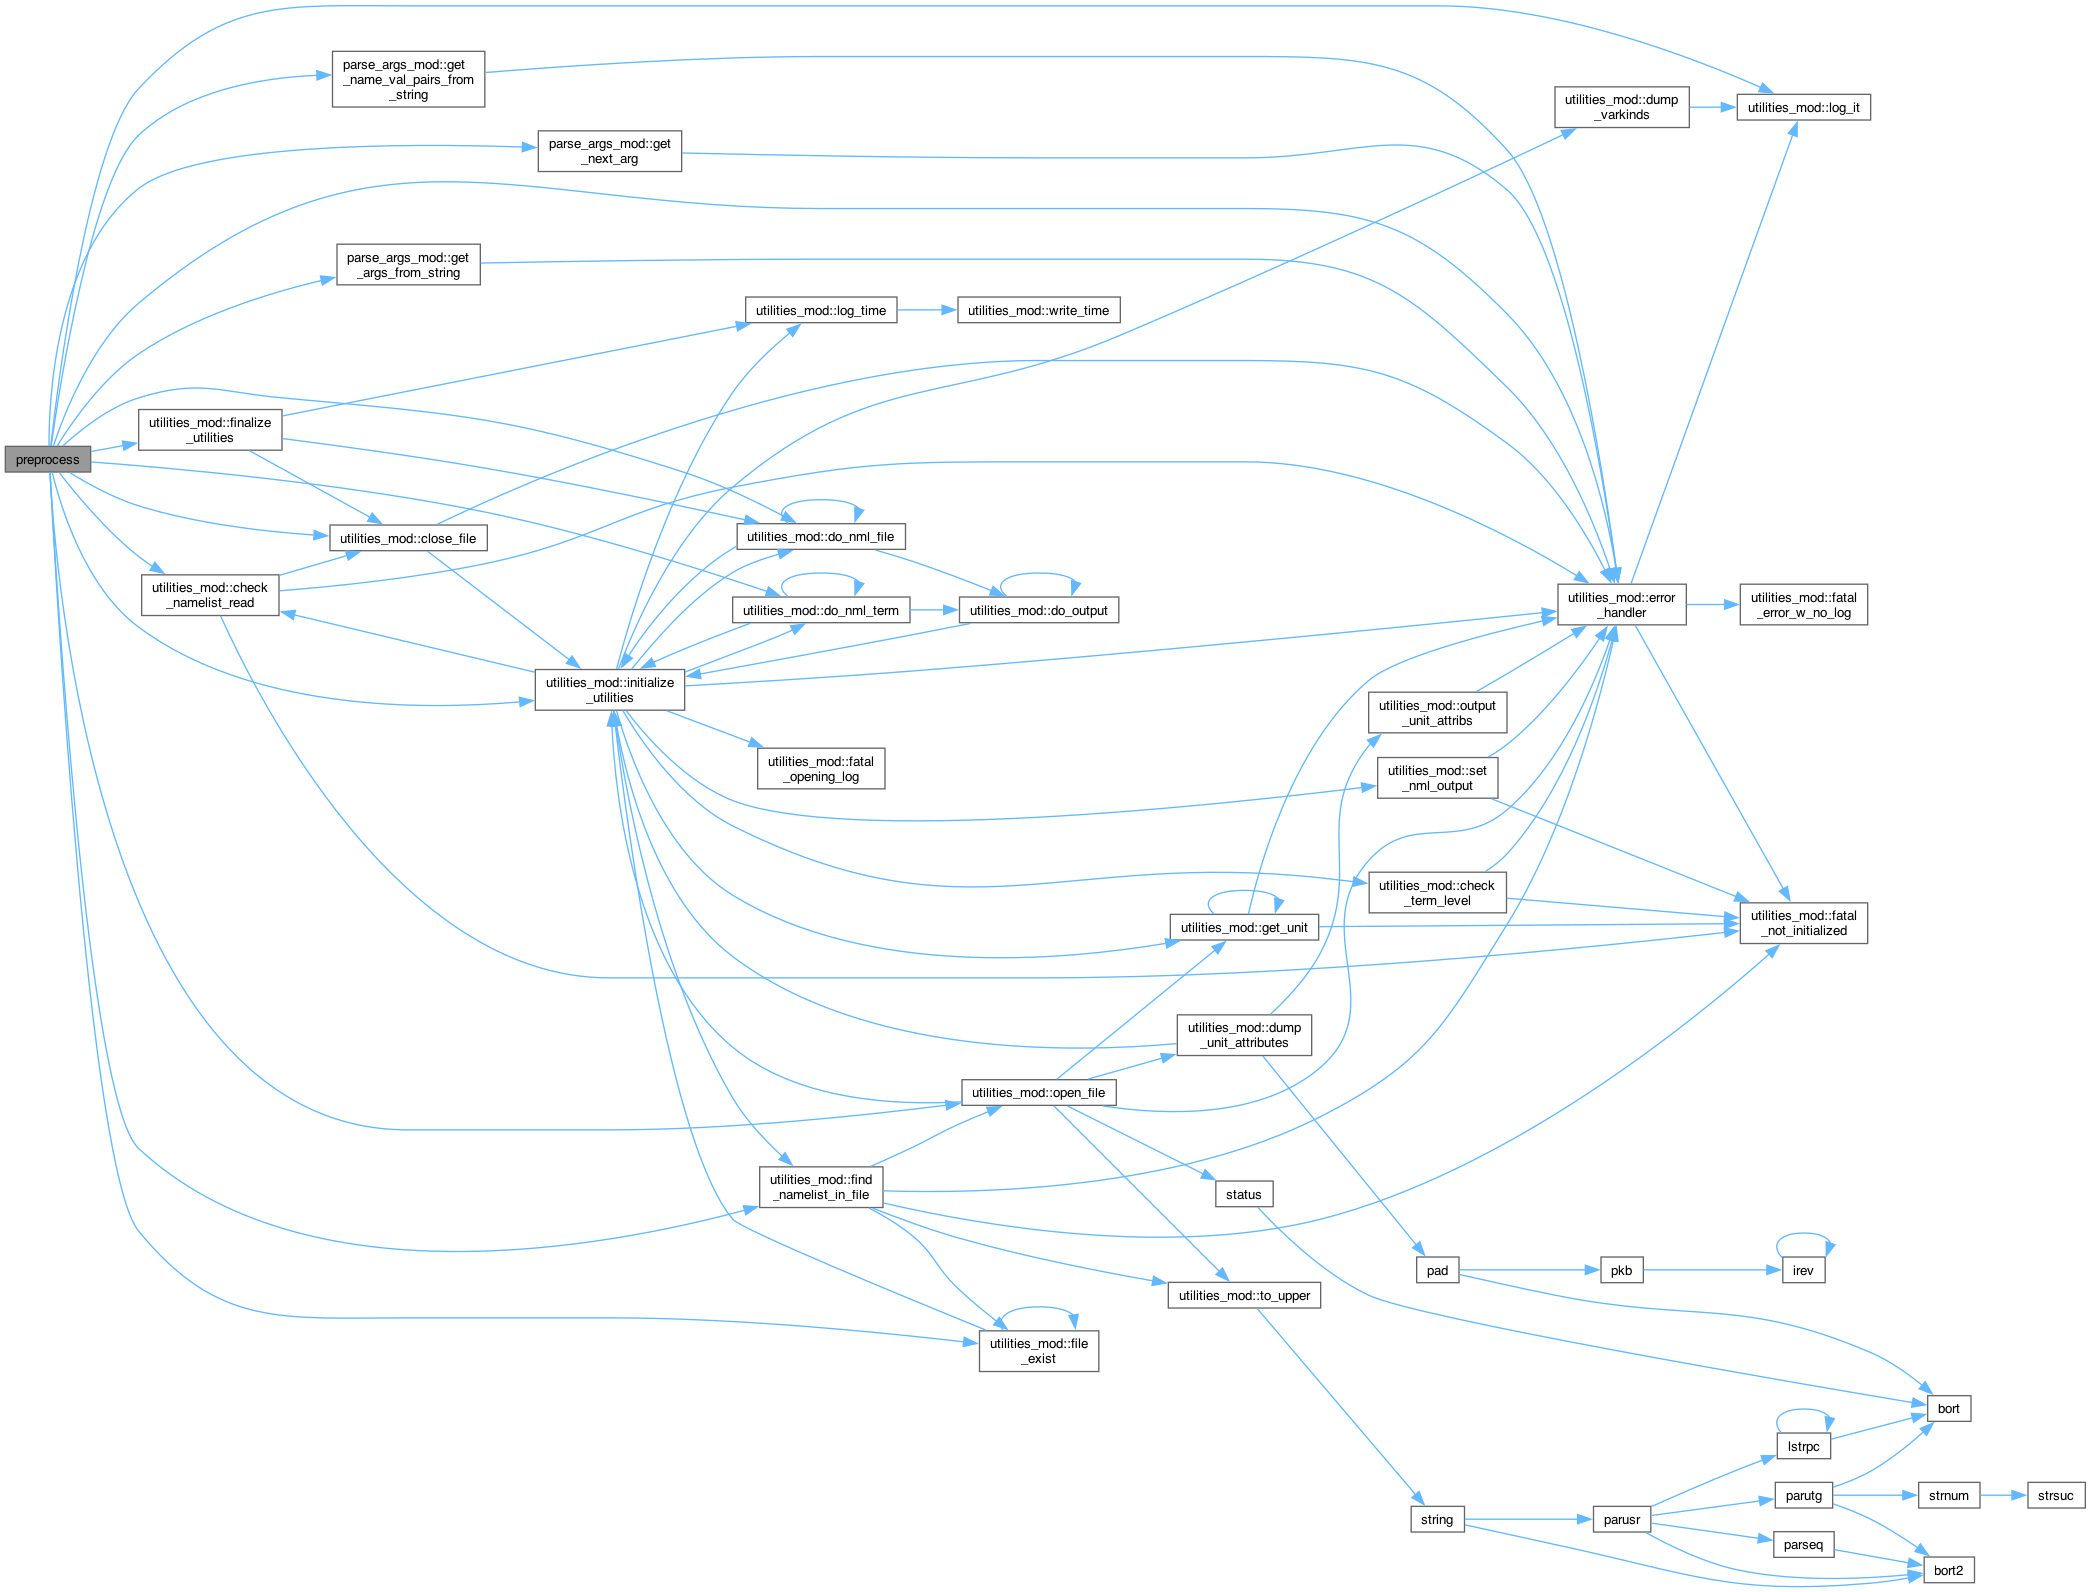 parse_args_mod::get
_name_val_pairs_from
_string
utilities_mod::dump
_varkinds
utilities_mod::log_it
parse_args_mod::get
_next_arg
parse_args_mod::get
_args_from_string
utilities_mod::log_time
utilities_mod::write_time
utilities_mod::finalize
_utilities
preprocess
utilities_mod::close_file
utilities_mod::do_nml_file
utilities_mod::check
_namelist_read
utilities_mod::do_nml_term
utilities_mod::do_output
utilities_mod::error
_handler
utilities_mod::fatal
_error_w_no_log
utilities_mod::initialize
_utilities
utilities_mod::output
_unit_attribs
utilities_mod::fatal
_opening_log
utilities_mod::set
_nml_output
utilities_mod::check
_term_level
utilities_mod::get_unit
utilities_mod::fatal
_not_initialized
utilities_mod::dump
_unit_attributes
utilities_mod::open_file
utilities_mod::find
_namelist_in_file
status
pad
pkb
irev
utilities_mod::to_upper
utilities_mod::file
_exist
bort
lstrpc
parutg
strnum
strsuc
string
parusr
parseq
bort2